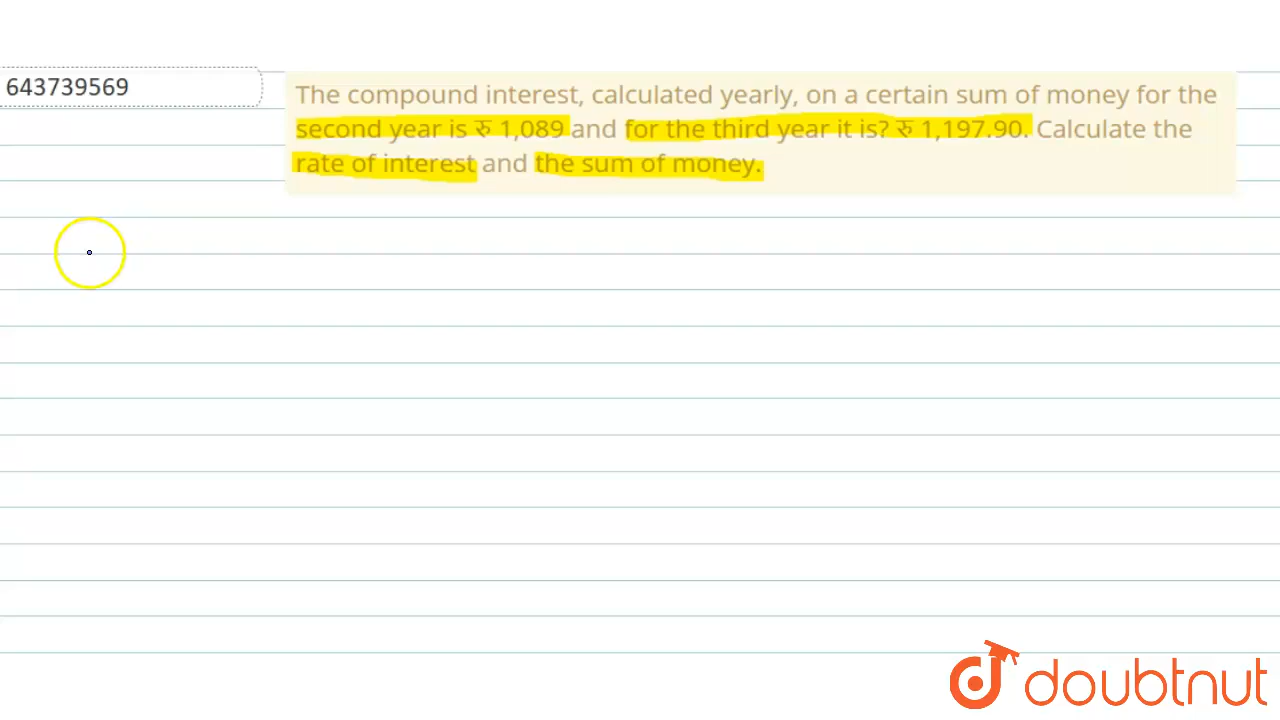 643739569
The compound interest, calculated yearly, on a certain sum of money for the
second year is रु 1,089 and for the third year it is? रु 1,197.90. Calculate the
rate of interest and the sum of money.
doubtnut